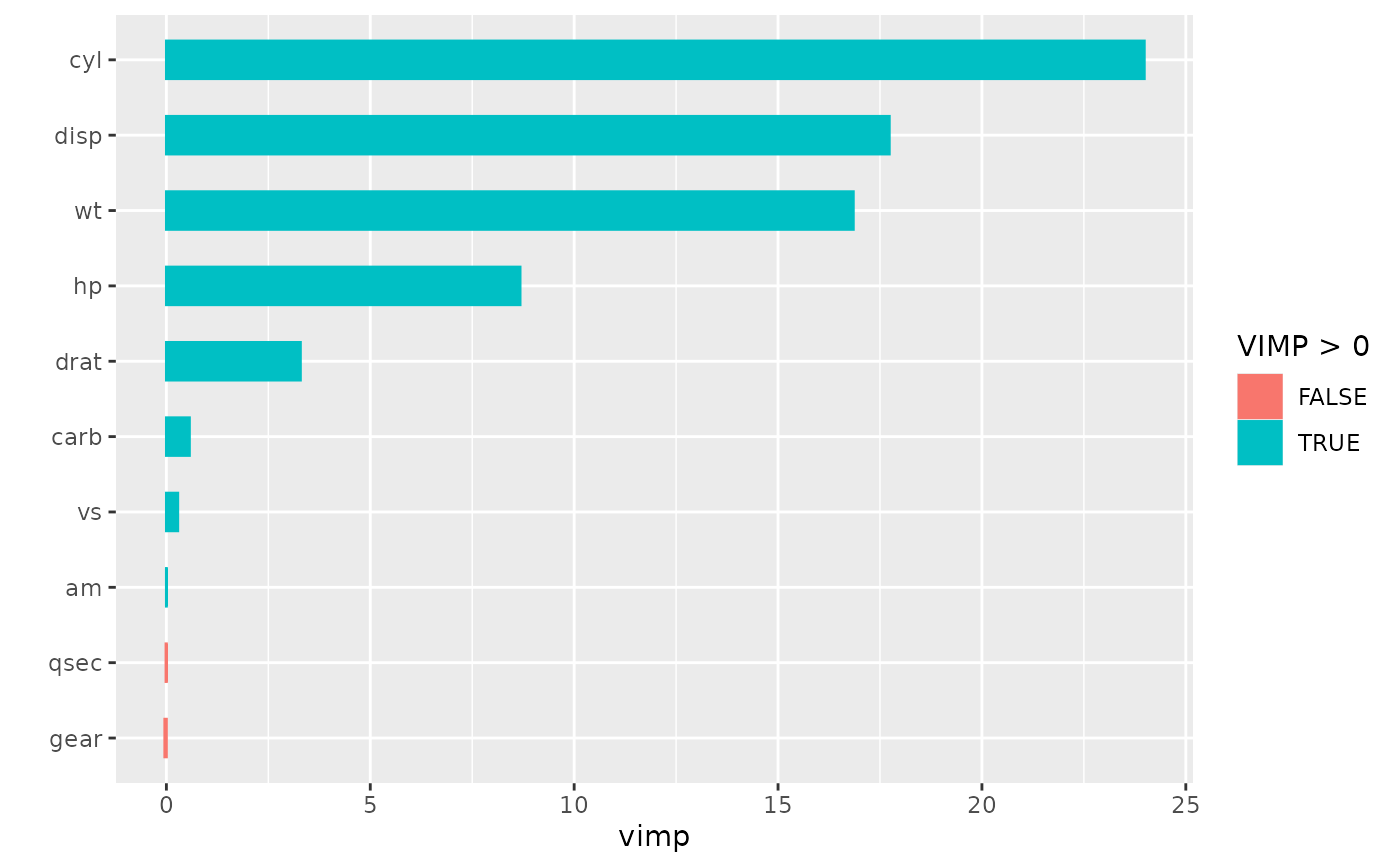 cyl
disp
wt
hp
drat
carb
vs
am
qsec
gear
0 5 10 15 20 25
vimp
VIMP > 0
FALSE
TRUE